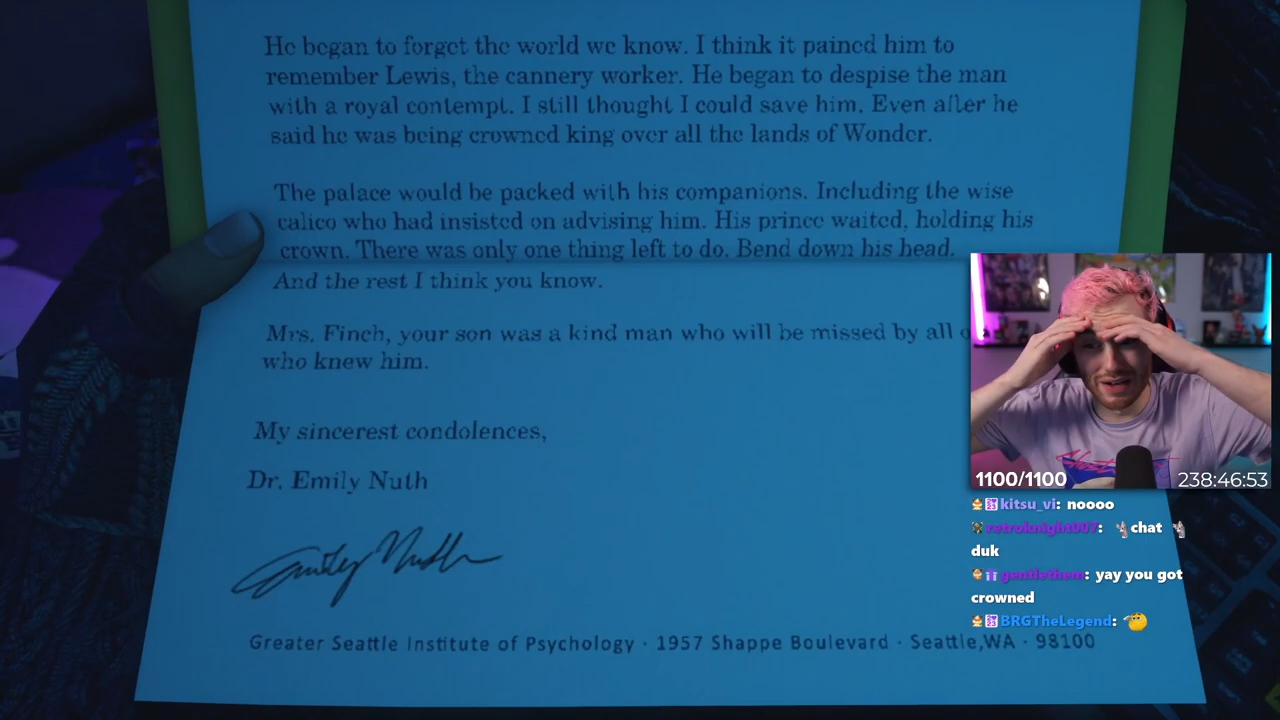 He began to forget the world we know. I think it pained him to
remember Lewis, the cannery worker. He began to despise the man
with a royal contempt. I still thought I could save him. Even after he
said he was being crowned king over all the lands of Wonder.
The palace would be packed with his companions. Including the wise
calico who had insisted on advising him. His prince waited, holding his
crown. There was only one thing left to do. Bend down his head.
And the rest I think you know.
Mrs. Finch, your son was a kind man who will be missed by all
who knew him.
My sincerest condolences,
Dr. Emily Nuth
Emily Nuth
Greater Seattle Institute of Psychology · 1957 Shappe Boulevard · Seattle,WA · 98100
1100/1100 238:46:53
kitsu_vi: noooo
retroknight007: chat
duk
gentlethem: yay you got
crowned
BRGTheLegend: